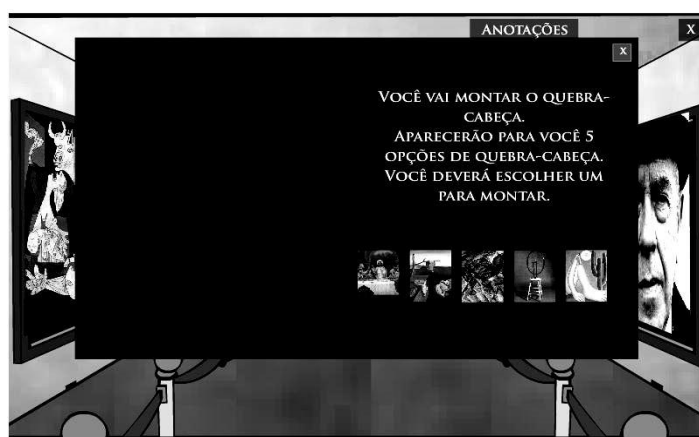 ANOTAÇÕES
X
X
VOCÊ VAI MONTAR O QUEBRA-
CABEÇA.
APARECERÃO PARA VOCÊ 5
OPÇÕES DE QUEBRA-CABEÇA.
VOCÊ DEVERÁ ESCOLHER UM
PARA MONTAR.